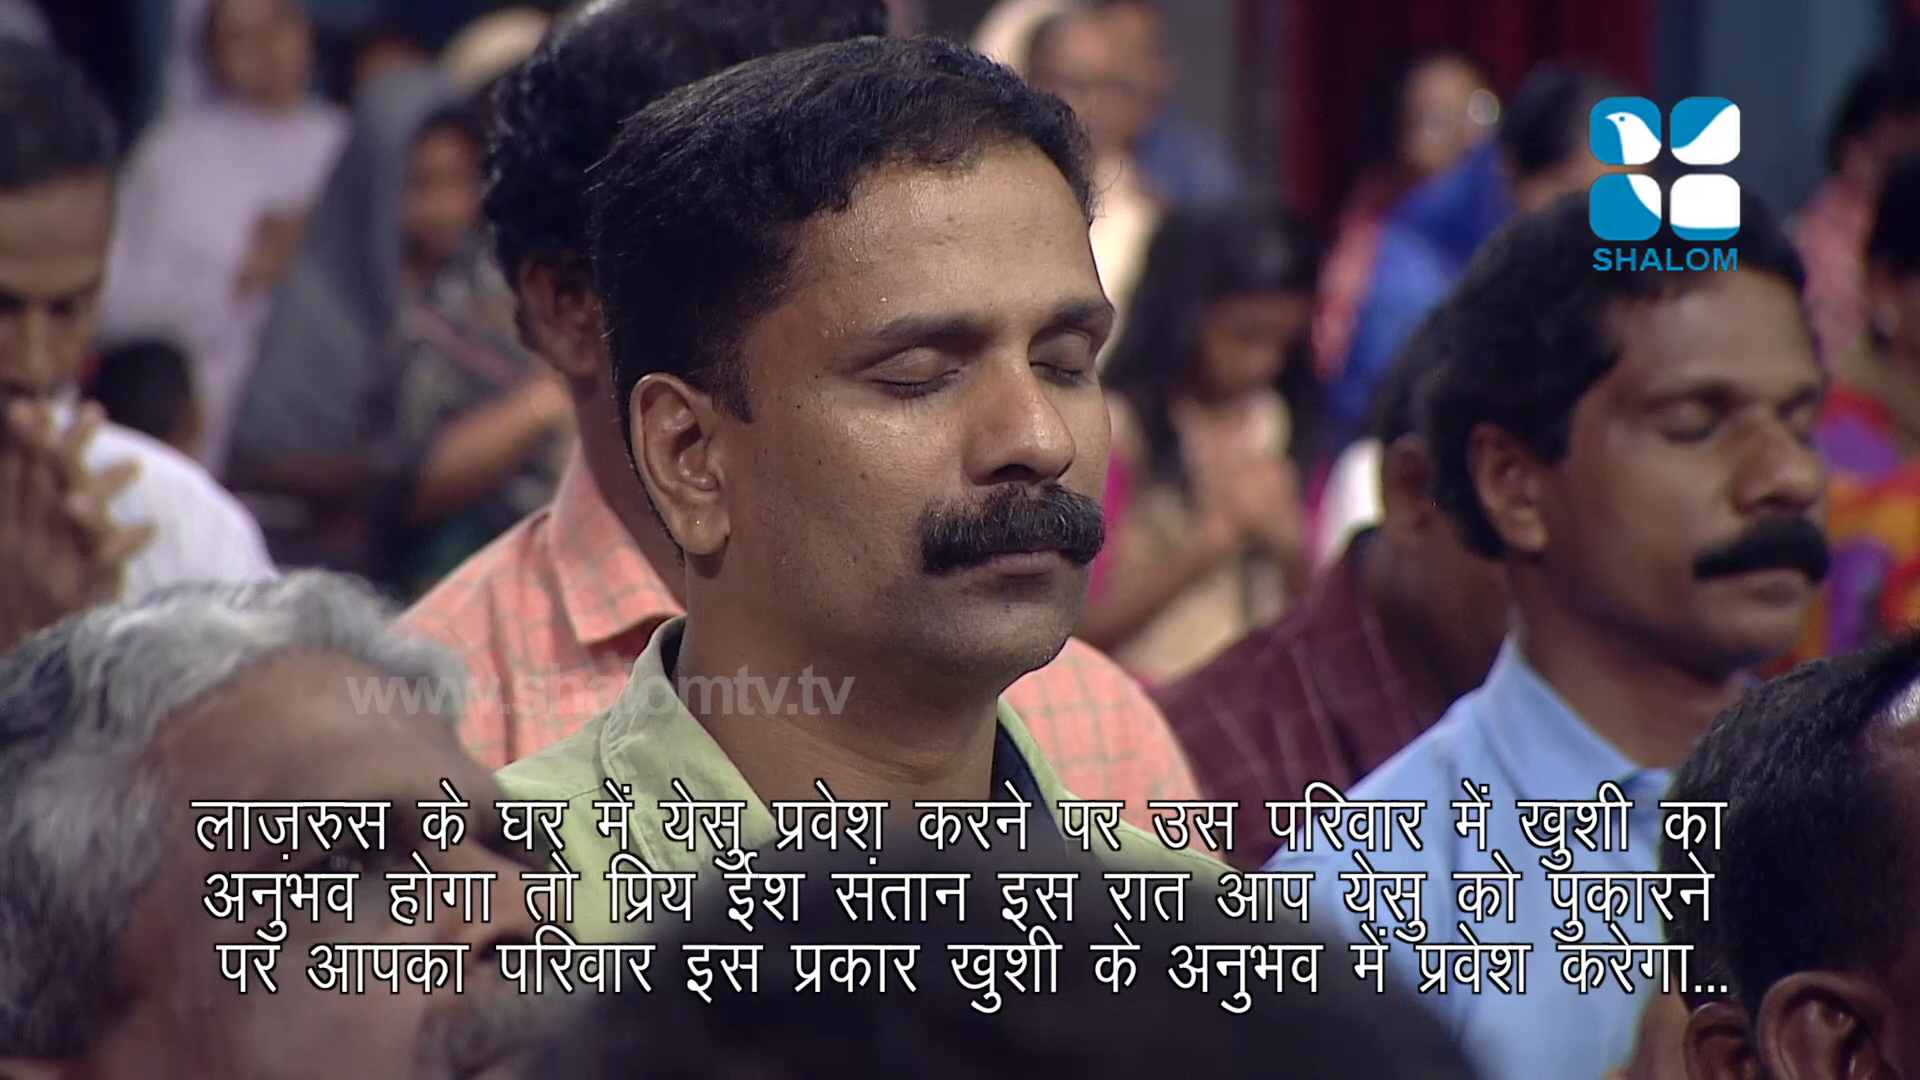 SHALOM
www.shalomtv.tv
लाज़रुस के घर में येसु प्रवेश करने पर उस परिवार में खुशी का
अनुभव होगा तो प्रिय ईश संतान इस रात आप येसु को पुकारने
पर आपका परिवार इस प्रकार खुशी के अनुभव में प्रवेश करेगा...